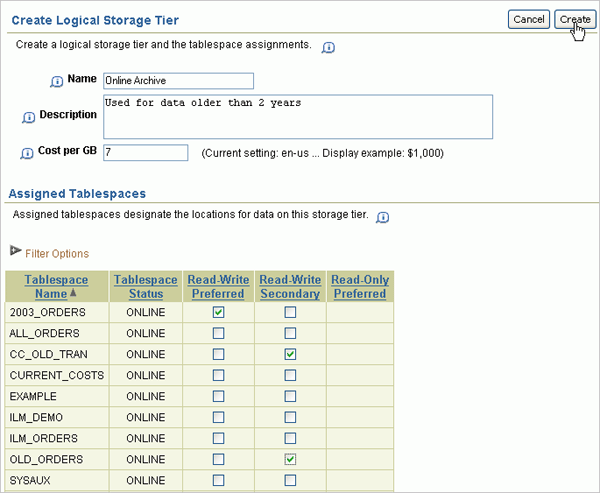 Create Logical Storage Tier
Cancel Create
Create a logical storage tier and the tablespace assignments.
Name Online Archive
Description Used for data older than 2 years
Cost per GB 7 (Current setting: en-us ... Display example: $1,000)
Assigned Tablespaces
Assigned tablespaces designate the locations for data on this storage tier.
Filter Options
Tablespace Name Tablespace Status Read-Write Preferred Read-Write Secondary Read-Only Preferred
2003_ORDERS ONLINE
ALL_ORDERS ONLINE
CC_OLD_TRAN ONLINE
CURRENT_COSTS ONLINE
EXAMPLE ONLINE
ILM_DEMO ONLINE
ILM_ORDERS ONLINE
OLD_ORDERS ONLINE
SYSAUX ONLINE